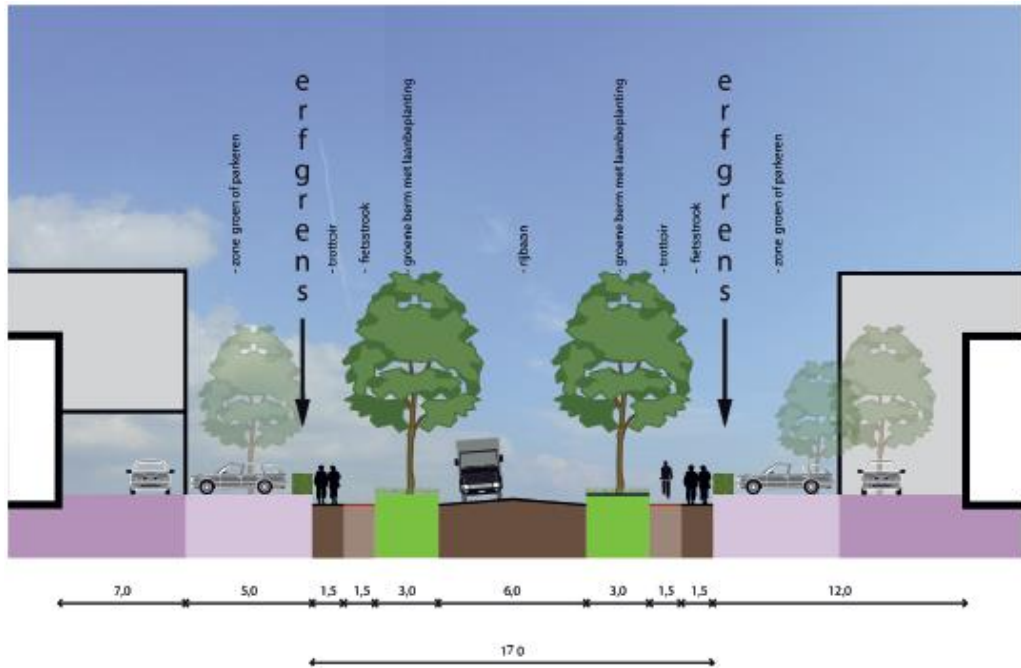 - zone groen of parkeren
erfgrens
- trottoir
- fietsstrook
- groene berm met laanbeplanting
- rijbaan
- groene berm met laanbeplanting
- trottoir
- fietsstrook
erfgrens
- zone groen of parkeren
7,0 5,0 1,5 1,5 3,0 6,0 3,0 1,5 1,5 12,0
17 0